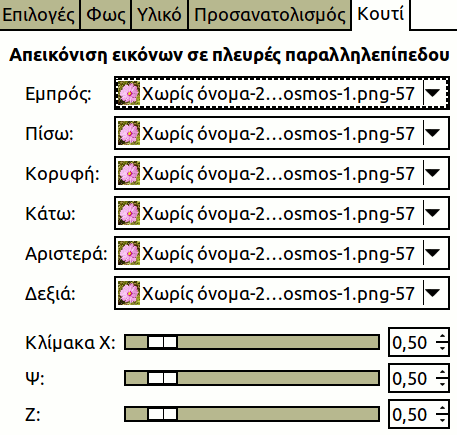 Επιλογές Φως Υλικό Προσανατολισμός Κουτί
Απεικόνιση εικόνων σε πλευρές παραλληλεπίπεδου
Εμπρός: Χωρίς όνομα-2...osmos-1.png-57
Πίσω: Χωρίς όνομα-2...osmos-1.png-57
Κορυφή: Χωρίς όνομα-2...osmos-1.png-57
Κάτω: Χωρίς όνομα-2...osmos-1.png-57
Αριστερά: Χωρίς όνομα-2...osmos-1.png-57
Δεξιά: Χωρίς όνομα-2...osmos-1.png-57
Κλίμακα Χ: 0,50
Ψ: 0,50
Ζ: 0,50